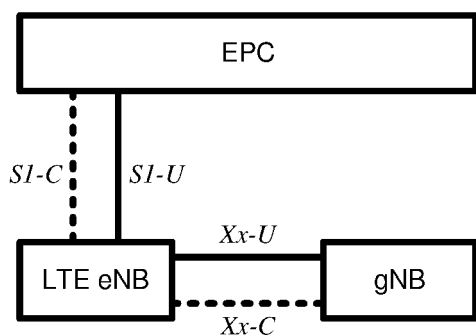 EPC
S1-C
S1-U
Xx-U
LTE eNB
gNB
Xx-C